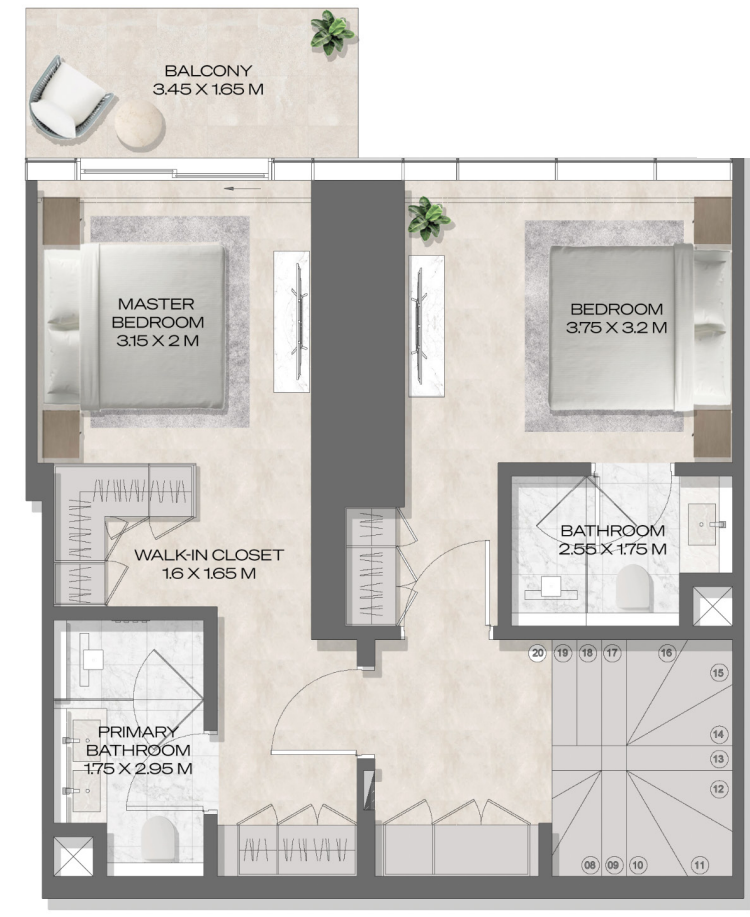 BALCONY
3.45 X 1.65 M
MASTER
BEDROOM
3.15 X 2 M
BEDROOM
3.75 X 3.2 M
BATHROOM
2.55 X 1.75 M
WALK-IN CLOSET
1.6 X 1.65 M
20 19 18 17 16
15
14
13
12
PRIMARY
BATHROOM
1.75 X 2.95 M
08 09 10 11